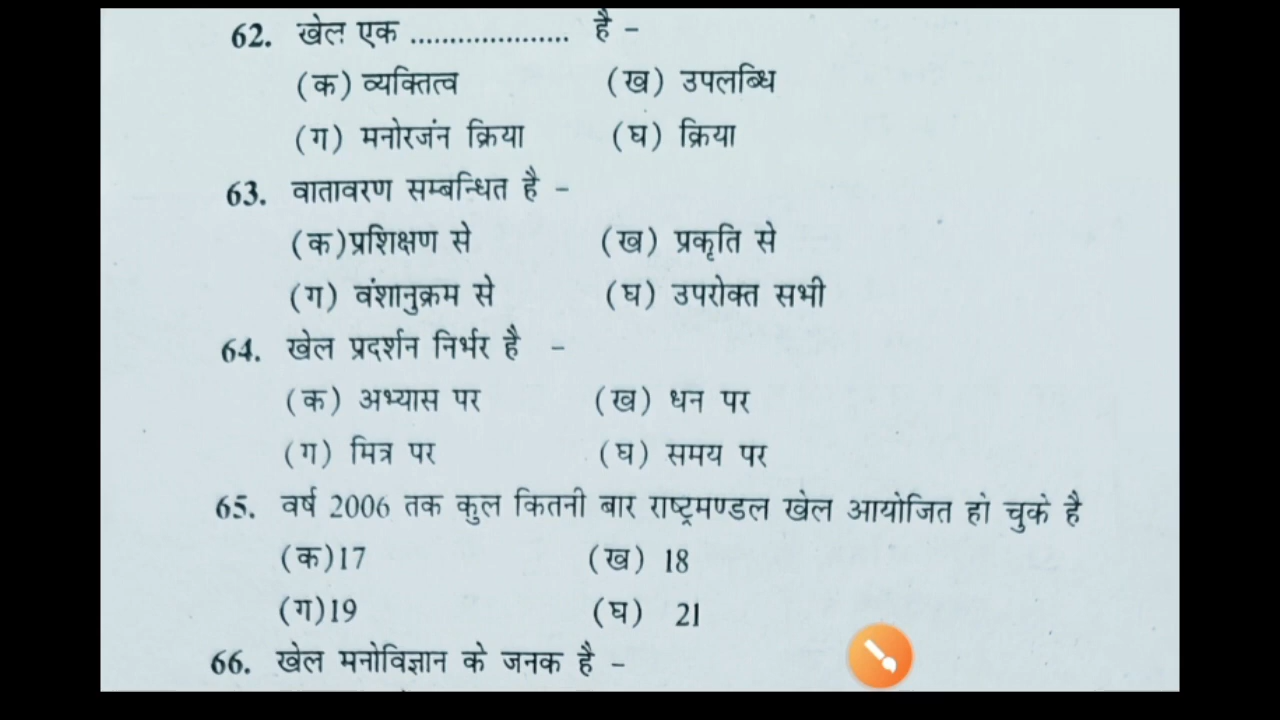 62. खेल एक .................... है -
(क) व्यक्तित्व (ख) उपलब्धि
(ग) मनोरजंन क्रिया (घ) क्रिया
63. वातावरण सम्बन्धित है -
(क)प्रशिक्षण से (ख) प्रकृति से
(ग) वंशानुक्रम से (घ) उपरोक्त सभी
64. खेल प्रदर्शन निर्भर है -
(क) अभ्यास पर (ख) धन पर
(ग) मित्र पर (घ) समय पर
65. वर्ष 2006 तक कुल कितनी बार राष्ट्रमण्डल खेल आयोजित हो चुके है
(क)17 (ख) 18
(ग)19 (घ) 21
66. खेल मनोविज्ञान के जनक है -